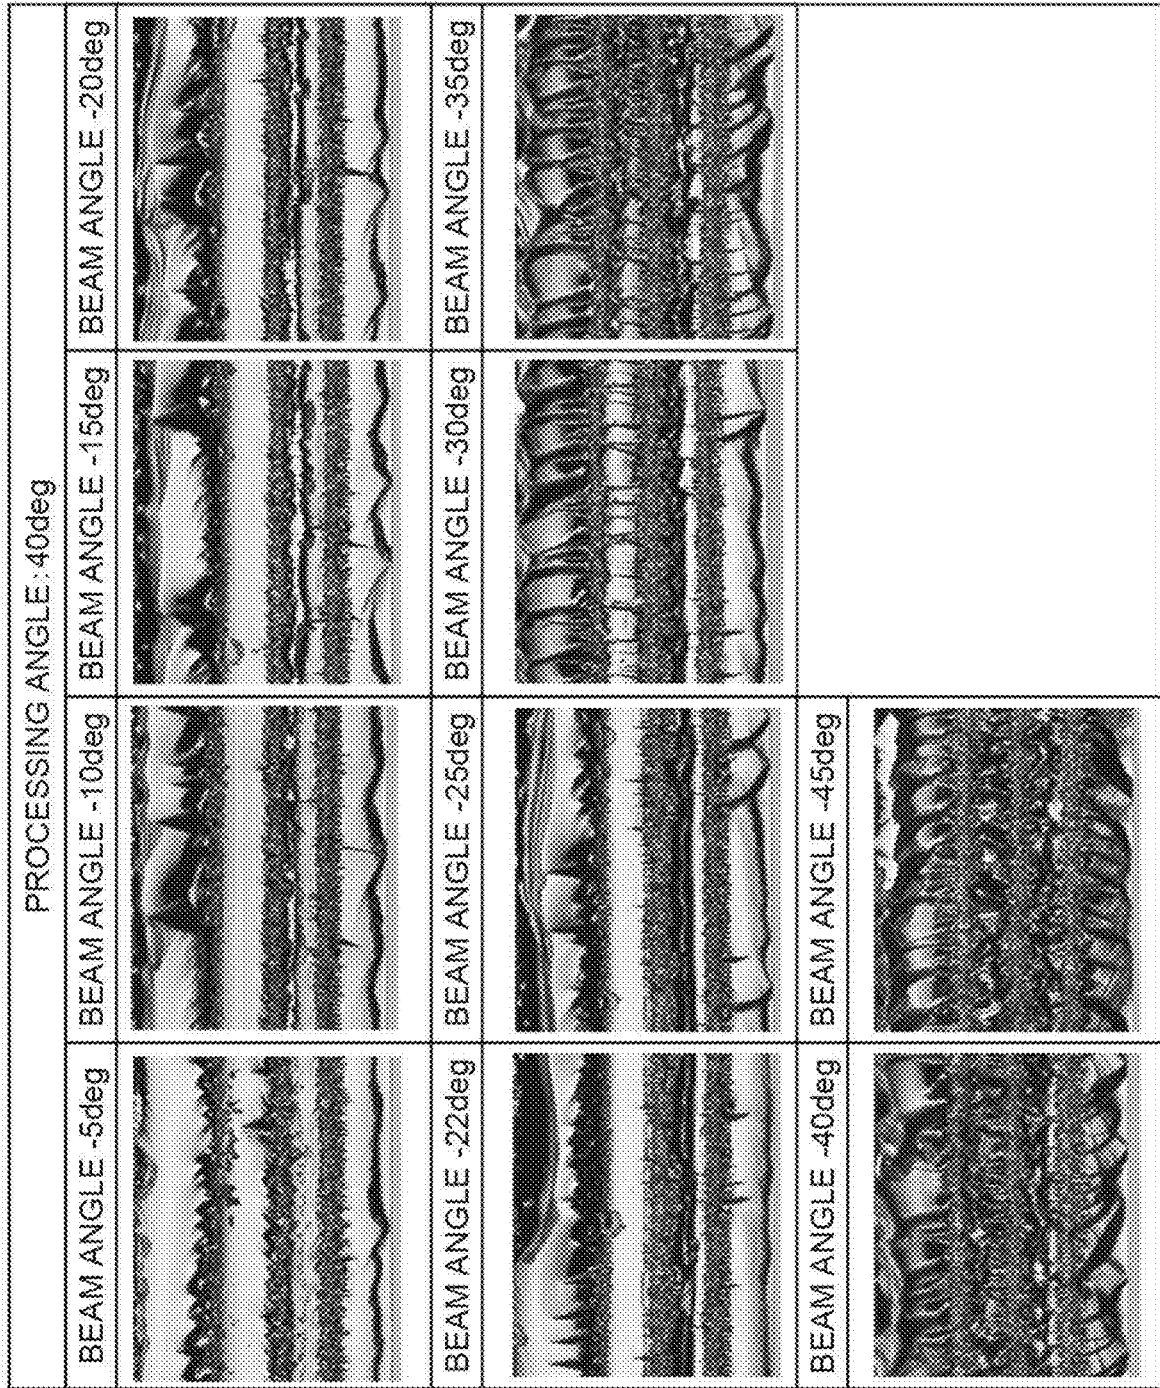 PROCESSING ANGLE:40deg
BEAM ANGLE -5deg
BEAM ANGLE -10deg
BEAM ANGLE -15deg
BEAM ANGLE -20deg
BEAM ANGLE -22deg
BEAM ANGLE -25deg
BEAM ANGLE -30deg
BEAM ANGLE -35deg
BEAM ANGLE -40deg
BEAM ANGLE -45deg